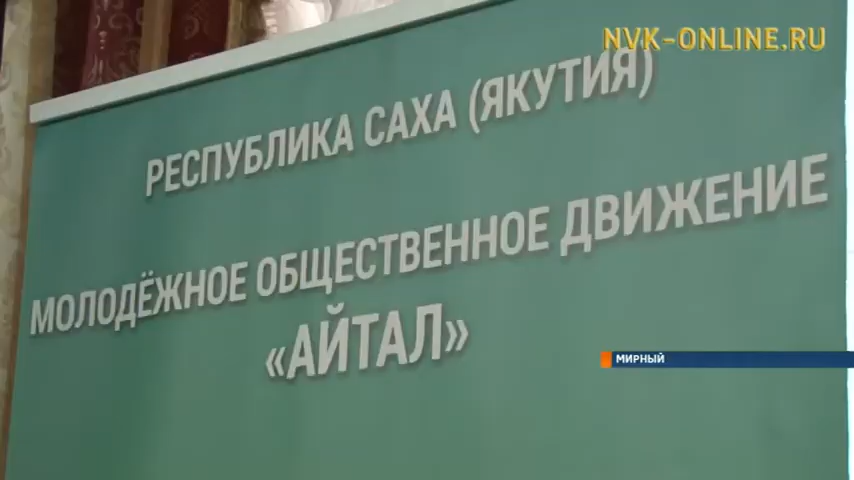 NVK-ONLINE.RU
РЕСПУБЛИКА САХА (ЯКУТИЯ)
МОЛОДЁЖНОЕ ОБЩЕСТВЕННОЕ ДВИЖЕНИЕ
«АЙТАЛ»
МИРНЫЙ